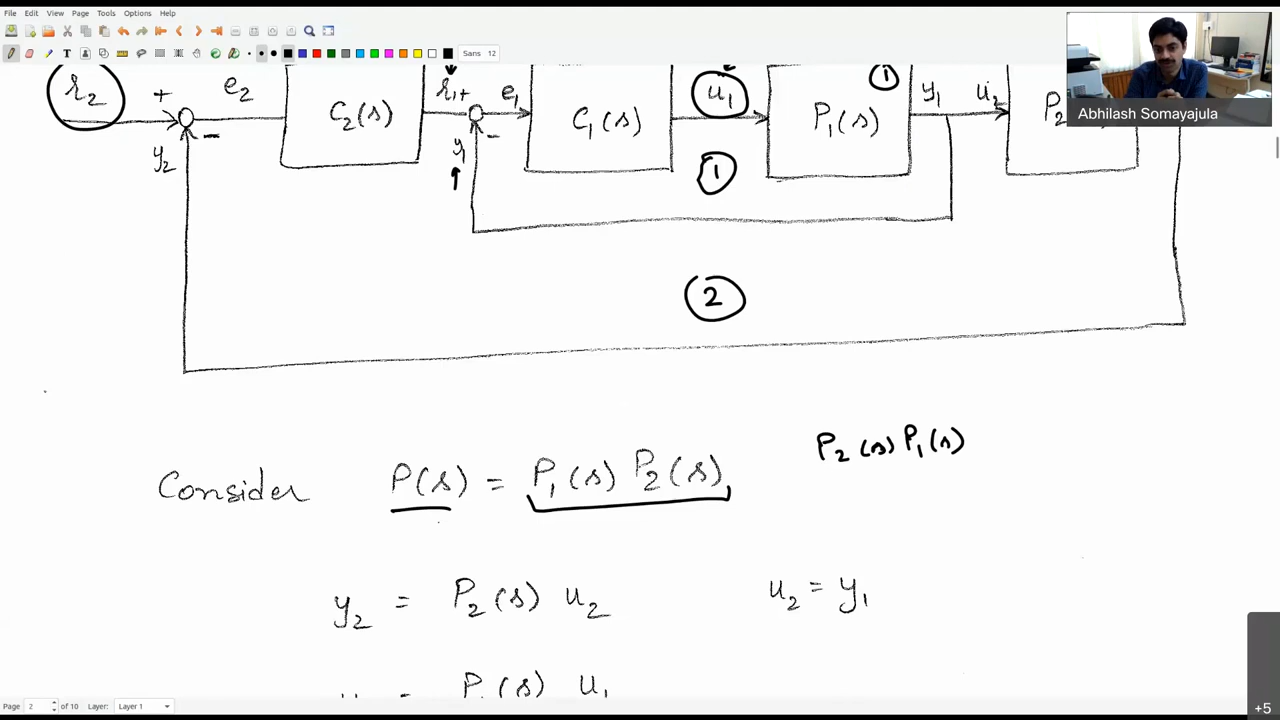 File Edit View Page Tools Options Help
Sans 12
Abhilash Somayajula
r2 + e2 C2(s) r1 + e1 C1(s) u1 P1(s) ① y1 u2 P2
− y2 y1 − ①
②
P2(s) P1(s)
Consider P(s) = P1(s) P2(s)
y2 = P2(s) u2 u2 = y1
= P1(s) u1
Page 2 of 10 Layer: Layer 1
+5